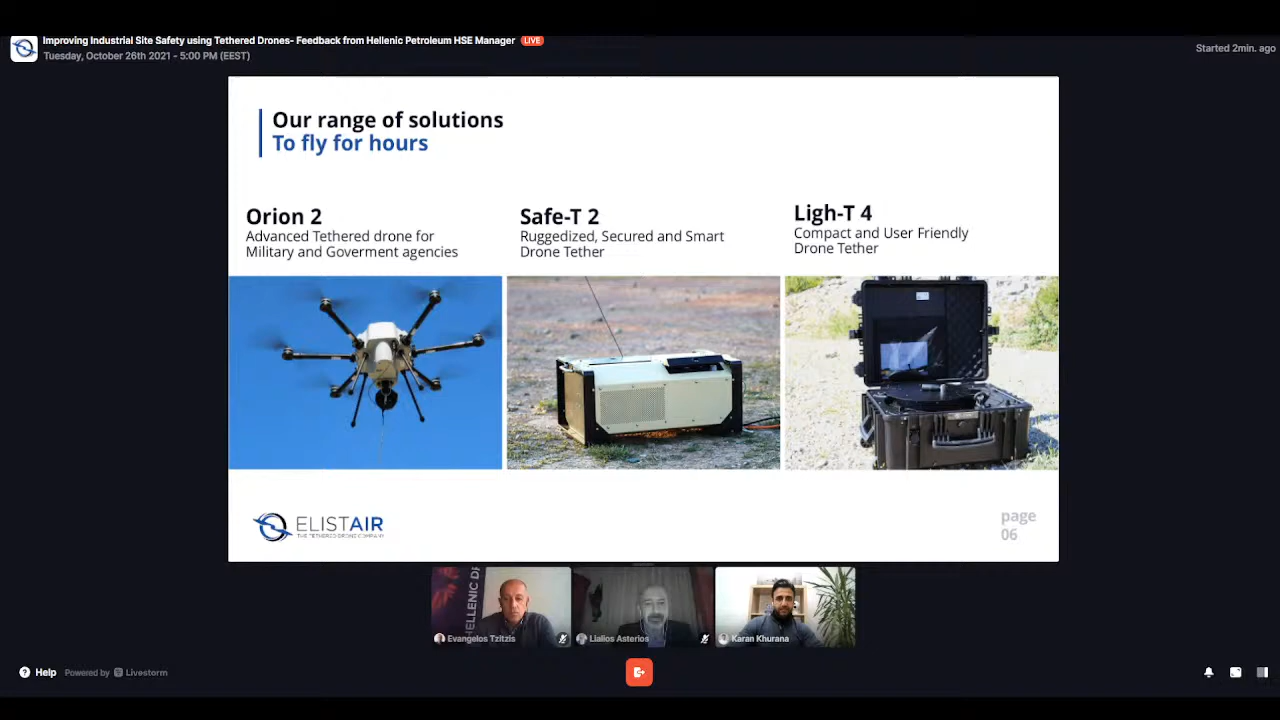 Improving Industrial Site Safety using Tethered Drones- Feedback from Hellenic Petroleum HSE Manager LIVE
Tuesday, October 26th 2021 - 5:00 PM (EEST)
Started 2min. ago
Our range of solutions
To fly for hours
Orion 2
Advanced Tethered drone for
Military and Goverment agencies
Safe-T 2
Ruggedized, Secured and Smart
Drone Tether
Ligh-T 4
Compact and User Friendly
Drone Tether
ELISTAIR
THE TETHERED DRONE COMPANY
page
06
HELLENIC DR
Evangelos Tzitzis
Lialios Asterios
Karan Khurana
Help
Powered by Livestorm